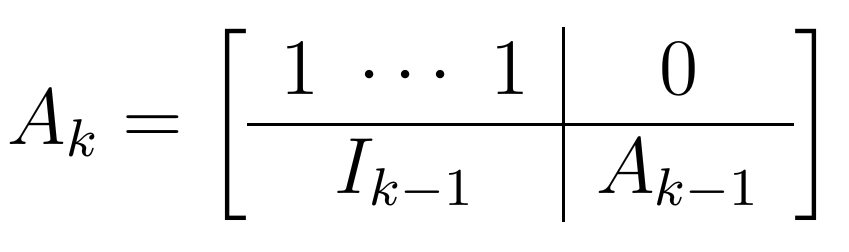 A_k = [ 1 ⋯ 1 | 0
I_{k−1} | A_{k−1} ]